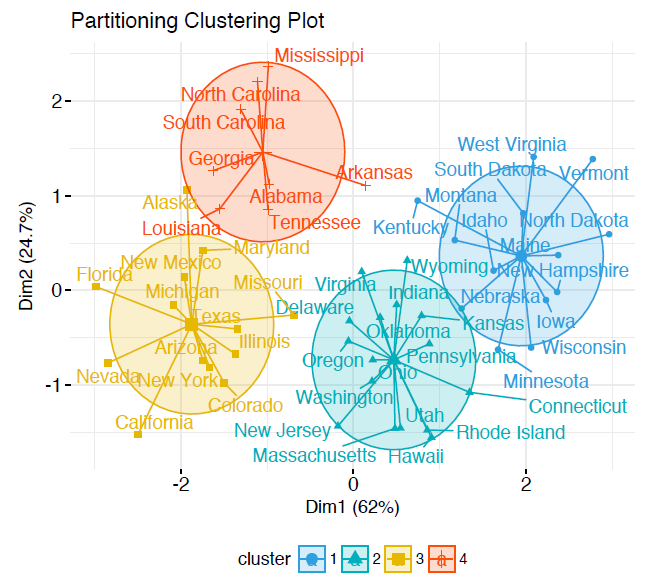 Partitioning Clustering Plot
Mississippi
North Carolina
South Carolina
Georgia
Arkansas
Alabama
Tennessee
Louisiana
West Virginia
South Dakota
Vermont
Montana
Kentucky
Idaho
North Dakota
Maine
New Hampshire
Nebraska
Iowa
Wisconsin
Minnesota
Alaska
Maryland
New Mexico
Florida
Missouri
Michigan
Texas
Illinois
Arizona
Nevada
New York
Colorado
California
Wyoming
Virginia
Indiana
Delaware
Kansas
Oklahoma
Oregon
Pennsylvania
Ohio
Washington
Connecticut
Utah
New Jersey
Rhode Island
Massachusetts
Hawaii
2
1
0
-1
Dim2 (24.7%)
-2
0
2
Dim1 (62%)
cluster
a 1
a 2
a 3
a 4